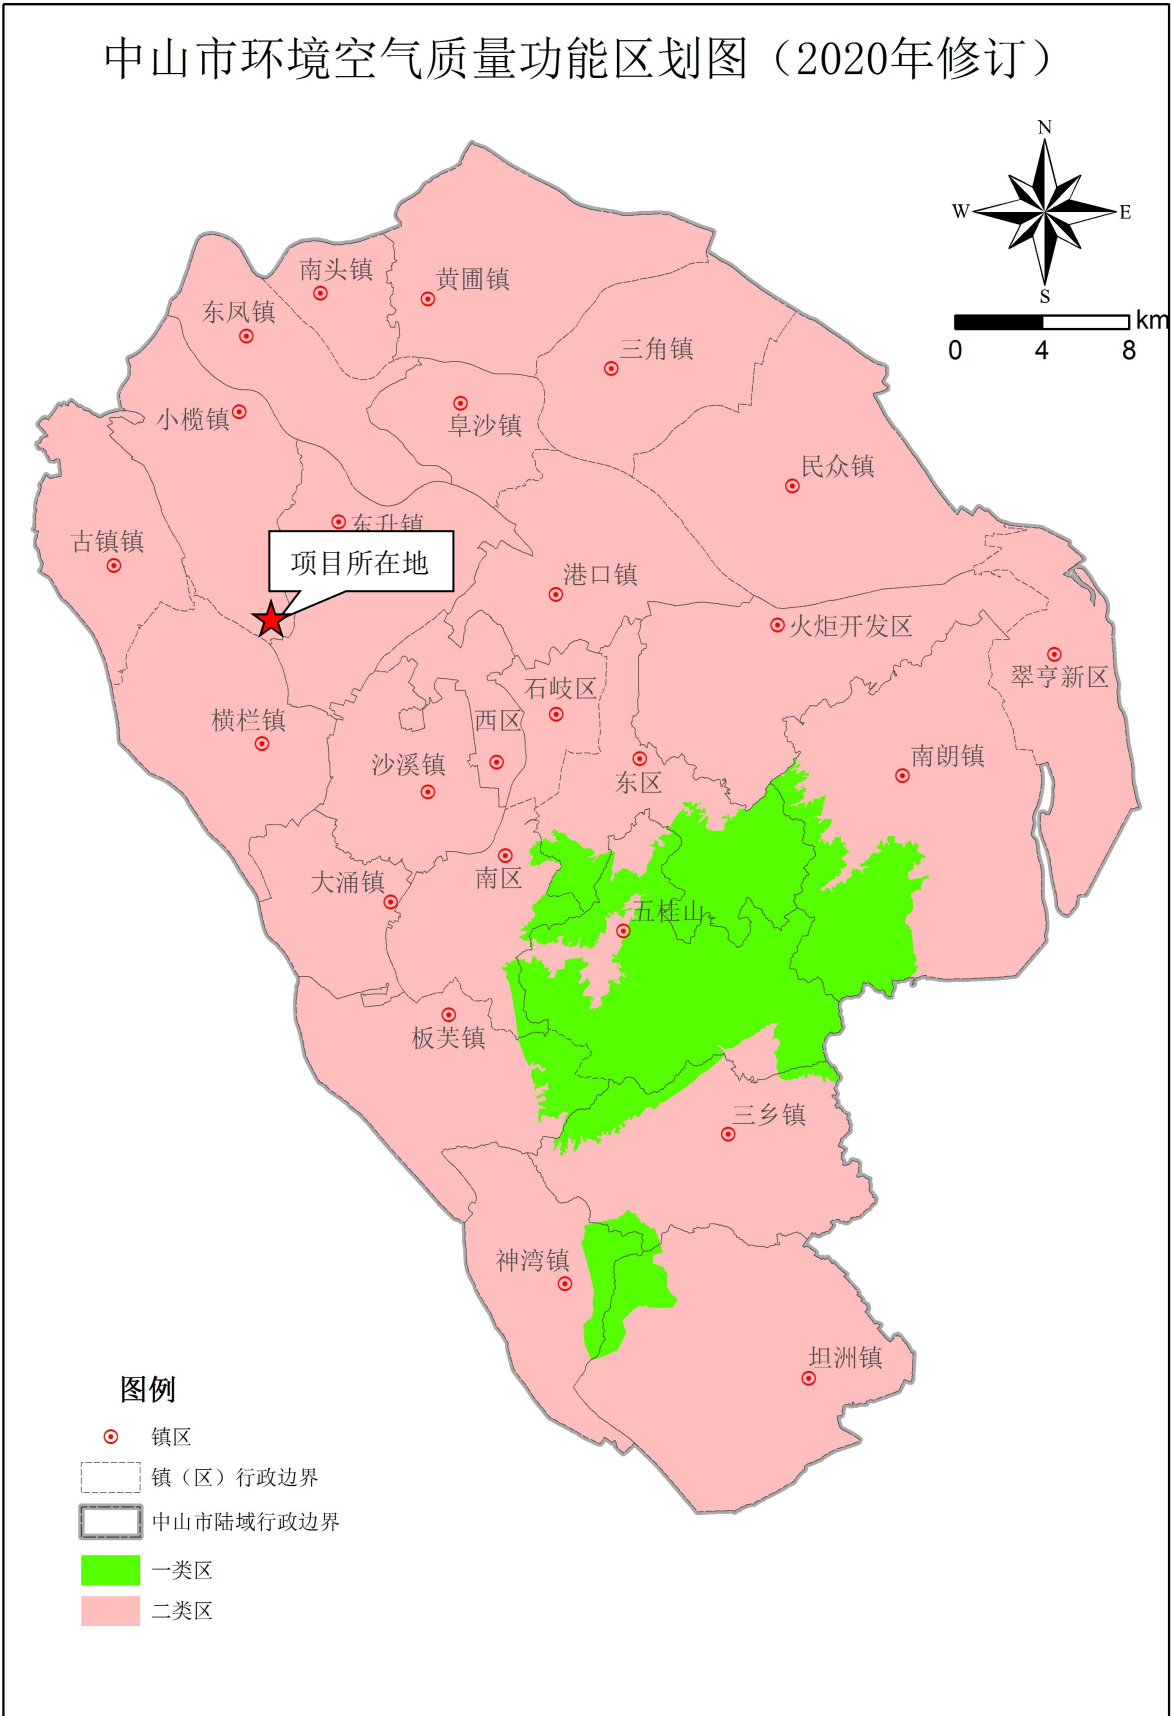 中山市环境空气质量功能区划图（2020年修订）
N
W
E
S
km
0
4
8
南头镇
黄圃镇
东凤镇
三角镇
小榄镇
阜沙镇
民众镇
东升镇
古镇镇
项目所在地
港口镇
火炬开发区
翠亨新区
石岐区
横栏镇
西区
南朗镇
沙溪镇
东区
南区
大涌镇
五桂山
板芙镇
三乡镇
神湾镇
坦洲镇
图例
镇区
镇（区）行政边界
中山市陆域行政边界
一类区
二类区